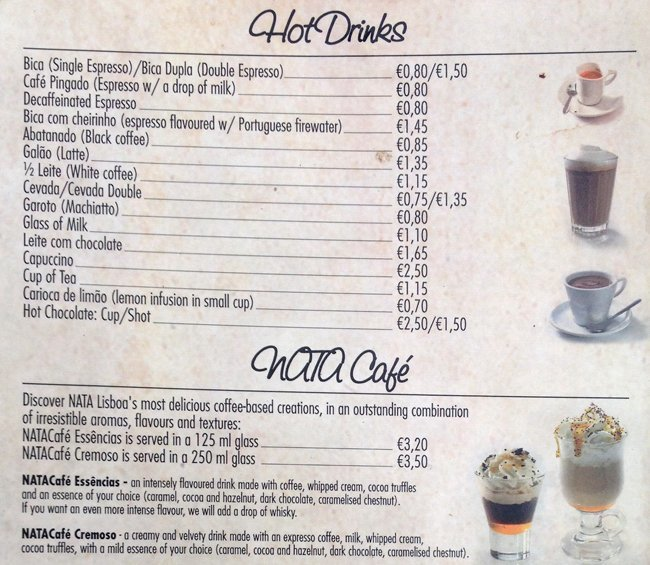 Hot Drinks
Bica (Single Espresso)/Bica Dupla (Double Espresso) €0,80/€1,50
Café Pingado (Espresso w/ a drop of milk) €0,80
Decaffeinated Espresso €0,80
Bica com cheirinho (espresso flavoured w/ Portuguese firewater) €1,45
Abatanado (Black coffee) €0,85
Galão (Latte) €1,35
½ Leite (White coffee) €1,15
Cevada/Cevada Double €0,75/€1,35
Garoto (Machiatto) €0,80
Glass of Milk €1,10
Leite com chocolate €1,65
Capuccino €2,50
Cup of Tea €1,15
Carioca de limão (lemon infusion in small cup) €0,70
Hot Chocolate: Cup/Shot €2,50/€1,50
NATA Café
Discover NATA Lisboa's most delicious coffee-based creations, in an outstanding combination
of irresistible aromas, flavours and textures:
NATACafé Essências is served in a 125 ml glass €3,20
NATACafé Cremoso is served in a 250 ml glass €3,50
NATACafé Essências - an intensely flavoured drink made with coffee, whipped cream, cocoa truffles
and an essence of your choice (caramel, cocoa and hazelnut, dark chocolate, caramelised chestnut).
If you want an even more intense flavour, we will add a drop of whisky.
NATACafé Cremoso - a creamy and velvety drink made with an expresso coffee, milk, whipped cream,
cocoa truffles, with a mild essence of your choice (caramel, cocoa and hazelnut, dark chocolate, caramelised chestnut).